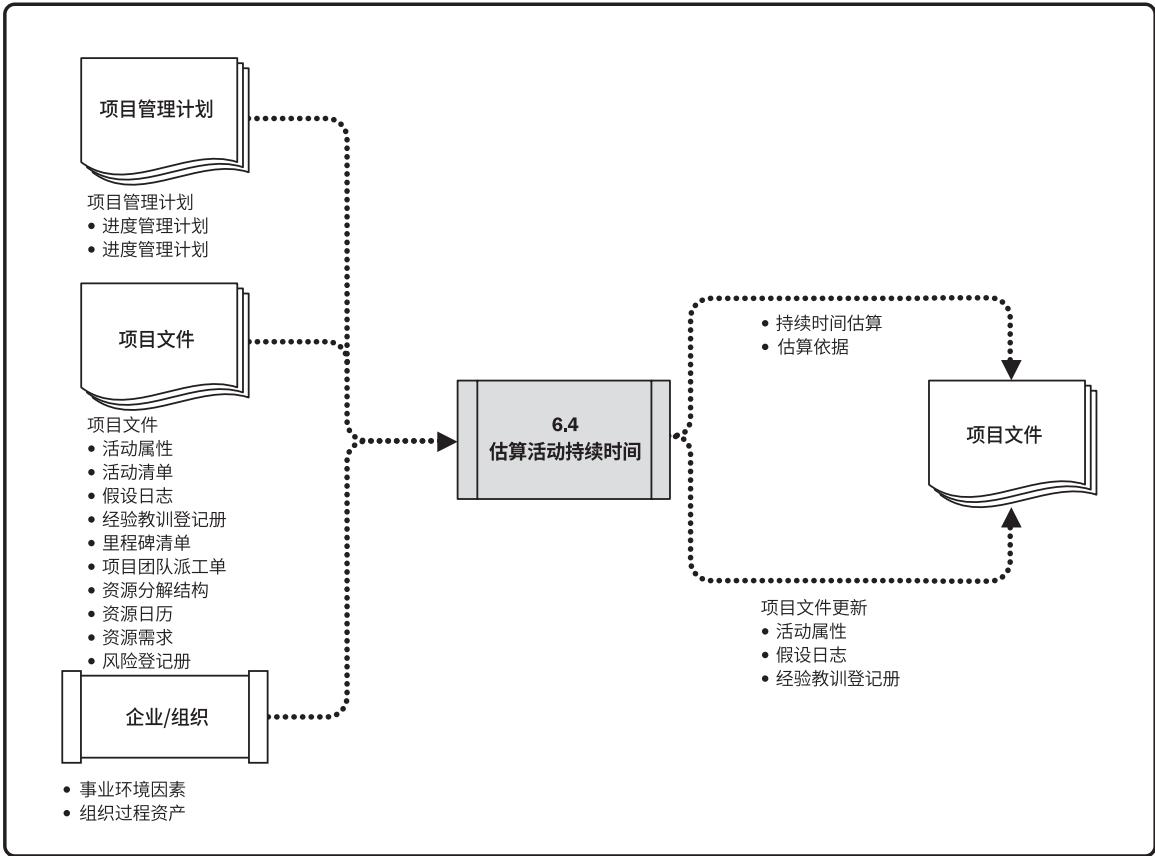 项目管理计划
项目管理计划
• 进度管理计划
• 进度管理计划
项目文件
项目文件
• 活动属性
• 活动清单
• 假设日志
• 经验教训登记册
• 里程碑清单
• 项目团队派工单
• 资源分解结构
• 资源日历
• 资源需求
• 风险登记册
企业/组织
• 事业环境因素
• 组织过程资产
6.4
估算活动持续时间
• 持续时间估算
• 估算依据
项目文件
项目文件更新
• 活动属性
• 假设日志
• 经验教训登记册